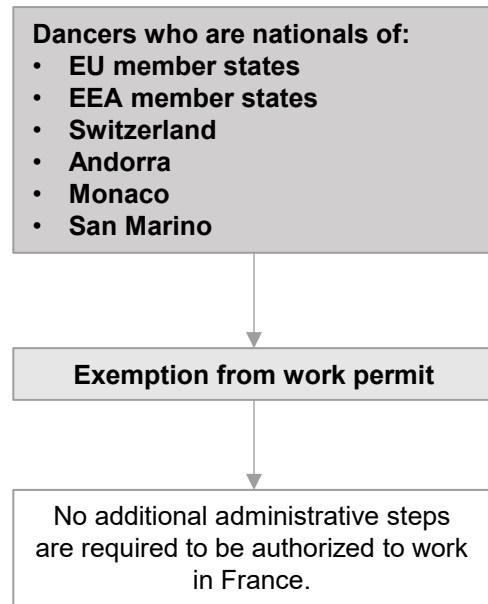 Dancers who are nationals of:
• EU member states
• EEA member states
• Switzerland
• Andorra
• Monaco
• San Marino
Exemption from work permit
No additional administrative steps
are required to be authorized to work
in France.